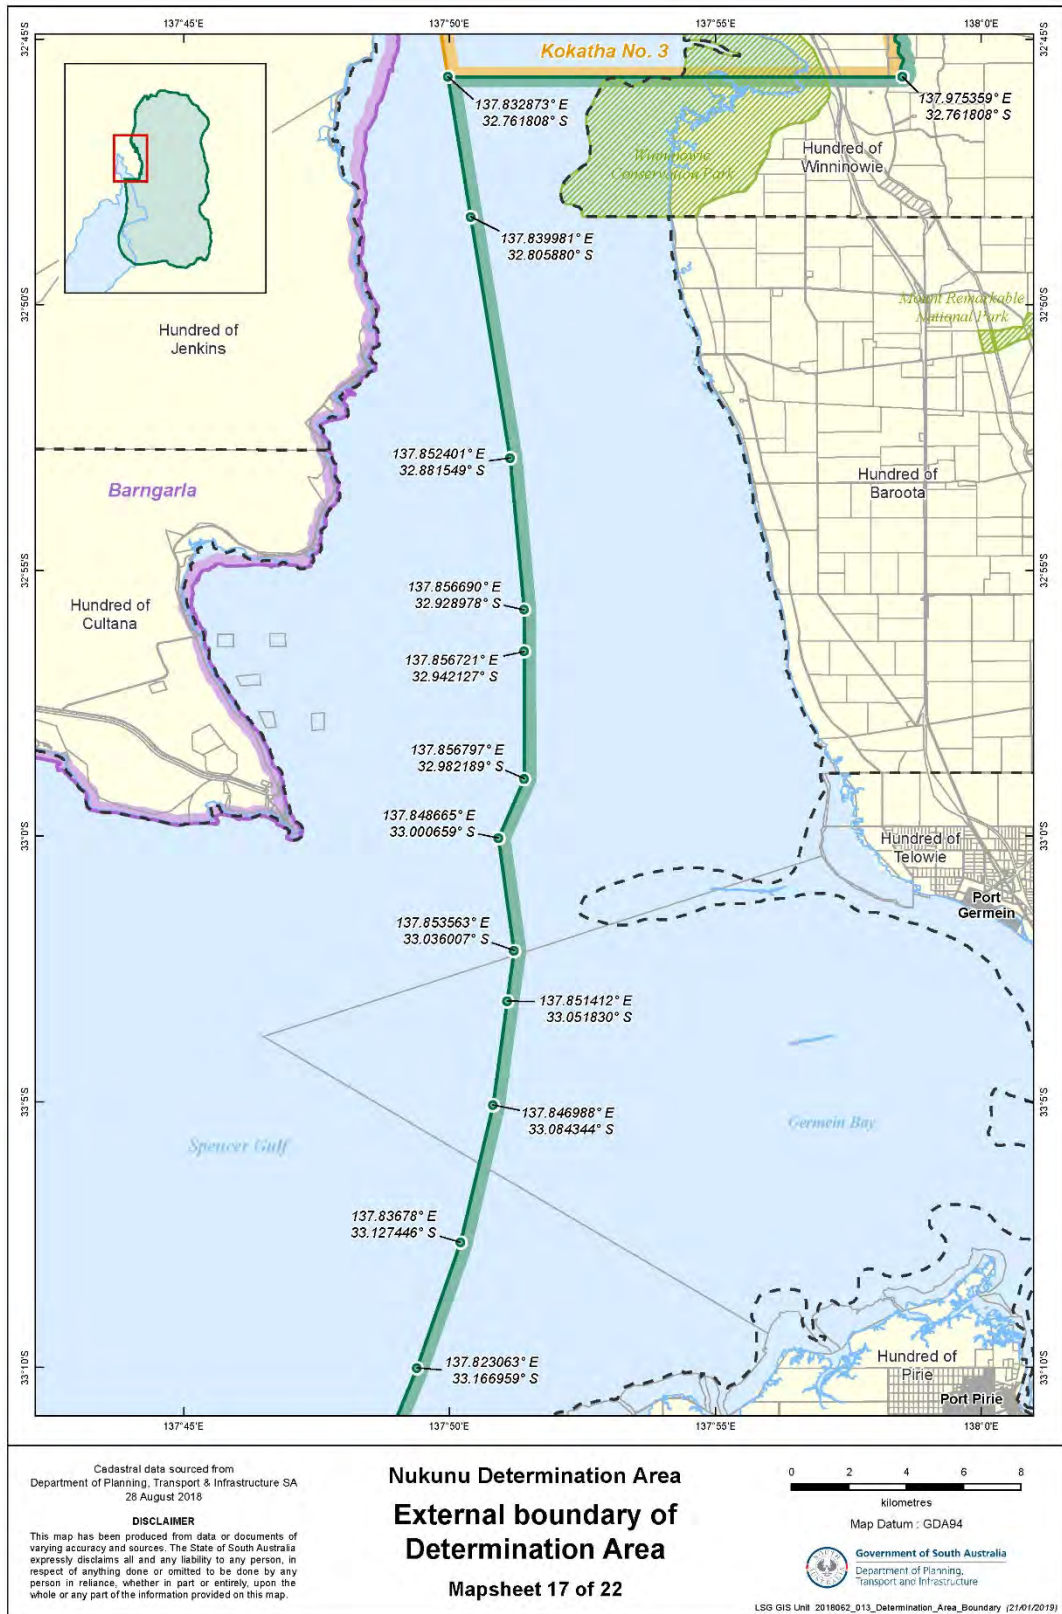 137°45'E
137°50'E
137°55'E
138°0'E
32°45'S
32°45'S
Kokatha No. 3
137.832873° E
32.761808° S
137.975359° E
32.761808° S
Hundred of
Winninowie
Winninowie
Conservation Park
137.839981° E
32.805880° S
Mount Remarkable
National Park
32°50'S
32°50'S
Hundred of
Jenkins
137.852401° E
32.881549° S
Barngarla
Hundred of
Baroota
32°55'S
32°55'S
137.856690° E
32.928978° S
Hundred of
Cultana
137.856721° E
32.942127° S
137.856797° E
32.982189° S
137.848665° E
33.000659° S
33°0'S
33°0'S
Hundred of
Telowie
Port
Germein
137.853563° E
33.036007° S
137.851412° E
33.051830° S
33°5'S
33°5'S
137.846988° E
33.084344° S
Germein Bay
Spencer Gulf
137.83678° E
33.127446° S
137.823063° E
33.166959° S
33°10'S
33°10'S
Hundred of
Pirie
Port Pirie
137°45'E
137°50'E
137°55'E
138°0'E
Cadastral data sourced from
Department of Planning, Transport & Infrastructure SA
28 August 2018
DISCLAIMER
This map has been produced from data or documents of
varying accuracy and sources. The State of South Australia
expressly disclaims all and any liability to any person, in
respect of anything done or omitted to be done by any
person in reliance, whether in part or entirely, upon the
whole or any part of the information provided on this map.
Nukunu Determination Area
External boundary of
Determination Area
Mapsheet 17 of 22
0 2 4 6 8
kilometres
Map Datum : GDA94
Government of South Australia
Department of Planning,
Transport and Infrastructure
LSG GIS Unit 2018062_013_Determination_Area_Boundary (21/01/2019)